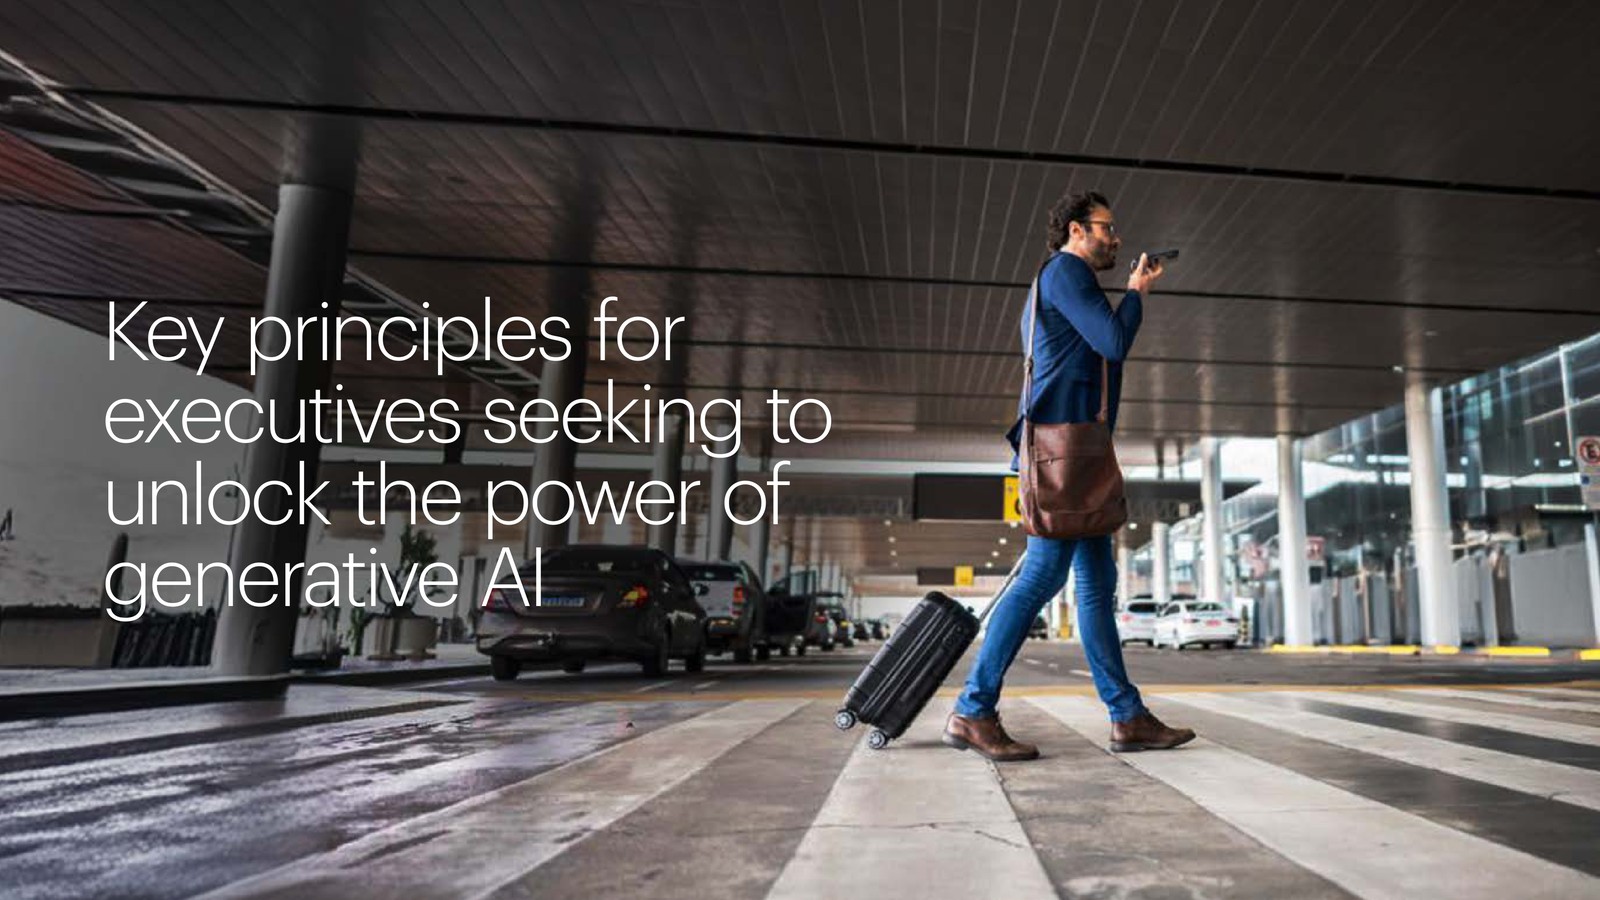 Key principles for
executives seeking to
unlock the power of
generative AI